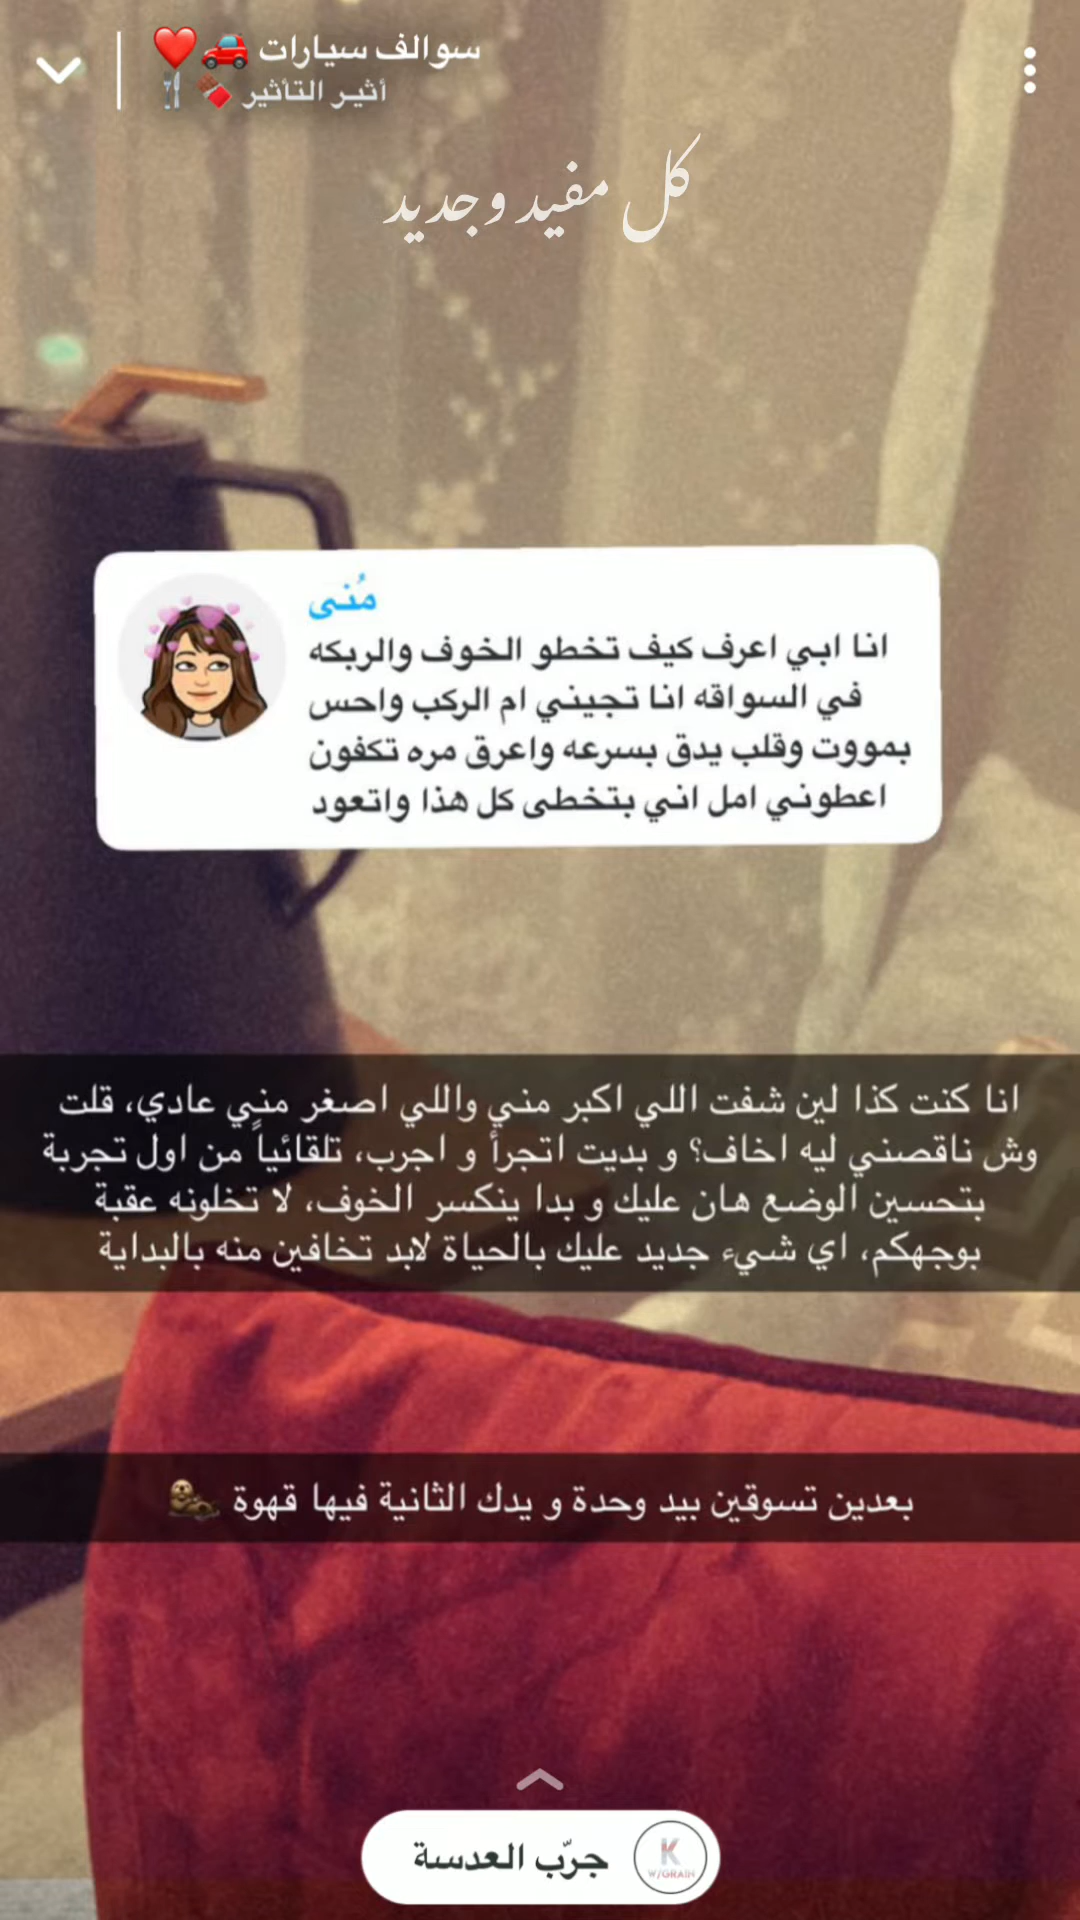 سوالف سيارات 🚗❤️
أثير التأثير 🍫🍴
كل مفيد وجديد
مُنى
انا ابي اعرف كيف تخطو الخوف والربكه
في السواقه انا تجيني ام الركب واحس
بمووت وقلب يدق بسرعه واعرق مره تكفون
اعطوني امل اني بتخطى كل هذا واتعود
انا كنت كذا لين شفت اللي اكبر مني واللي اصغر مني عادي، قلت
وش ناقصني ليه اخاف؟ و بديت اتجرأ و اجرب، تلقائياً من اول تجربة
بتحسين الوضع هان عليك و بدا ينكسر الخوف، لا تخلونه عقبة
بوجهكم، اي شيء جديد عليك بالحياة لابد تخافين منه بالبداية
بعدين تسوقين بيد وحدة و يدك الثانية فيها قهوة 🦦
جرّب العدسة
K
W/GRAIN